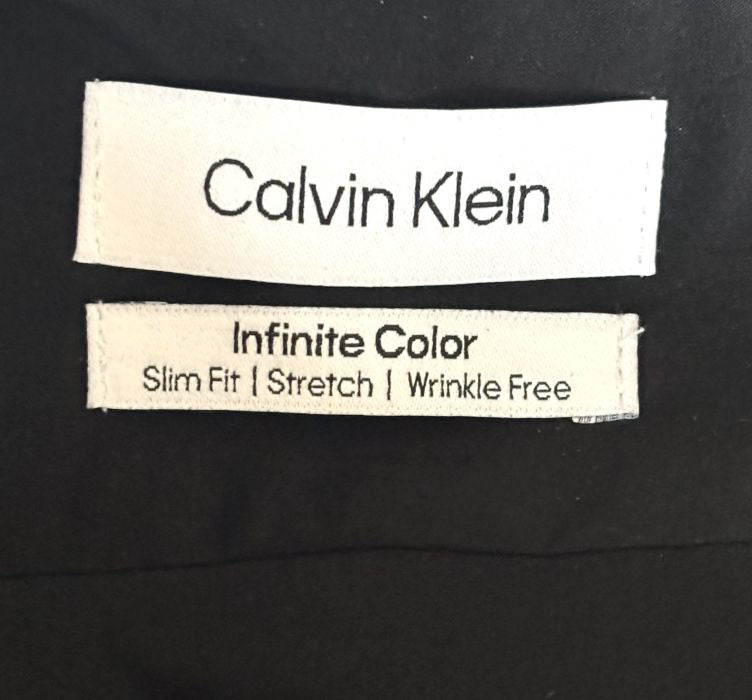 Calvin Klein
Infinite Color
Slim Fit | Stretch | Wrinkle Free